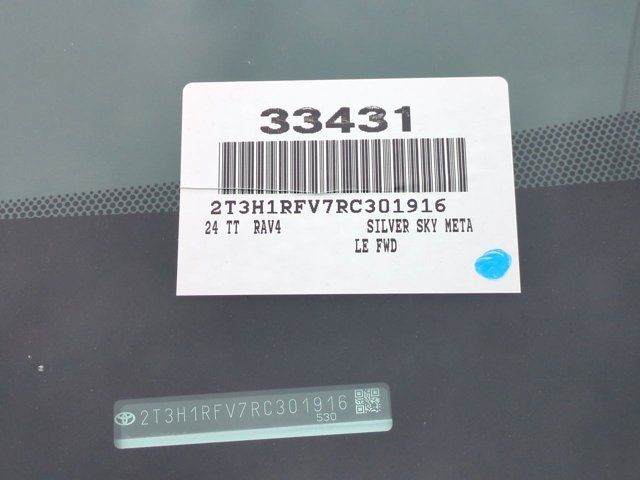 33431
2T3H1RFV7RC301916
24 TT RAV4 SILVER SKY META
LE FWD
2T3H1RFV7RC301916
530